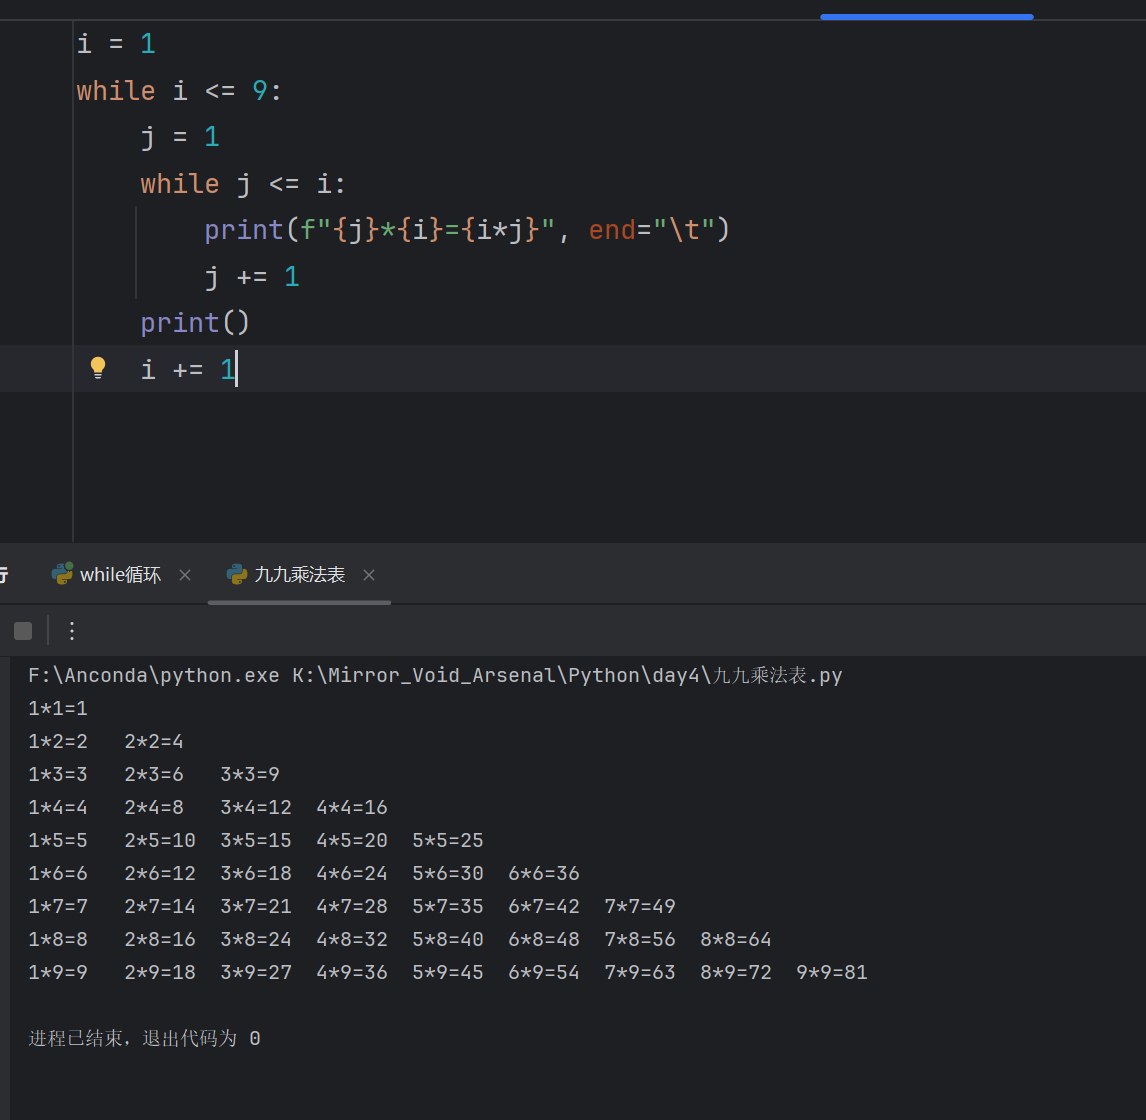 i = 1
while i <= 9:
    j = 1
    while j <= i:
        print(f"{j}*{i}={i*j}", end="\t")
        j += 1
    print()
    i += 1
行 while循环 × 九九乘法表 ×
F:\Anconda\python.exe K:\Mirror_Void_Arsenal\Python\day4\九九乘法表.py
1*1=1
1*2=2	2*2=4
1*3=3	2*3=6	3*3=9
1*4=4	2*4=8	3*4=12	4*4=16
1*5=5	2*5=10	3*5=15	4*5=20	5*5=25
1*6=6	2*6=12	3*6=18	4*6=24	5*6=30	6*6=36
1*7=7	2*7=14	3*7=21	4*7=28	5*7=35	6*7=42	7*7=49
1*8=8	2*8=16	3*8=24	4*8=32	5*8=40	6*8=48	7*8=56	8*8=64
1*9=9	2*9=18	3*9=27	4*9=36	5*9=45	6*9=54	7*9=63	8*9=72	9*9=81
进程已结束，退出代码为 0